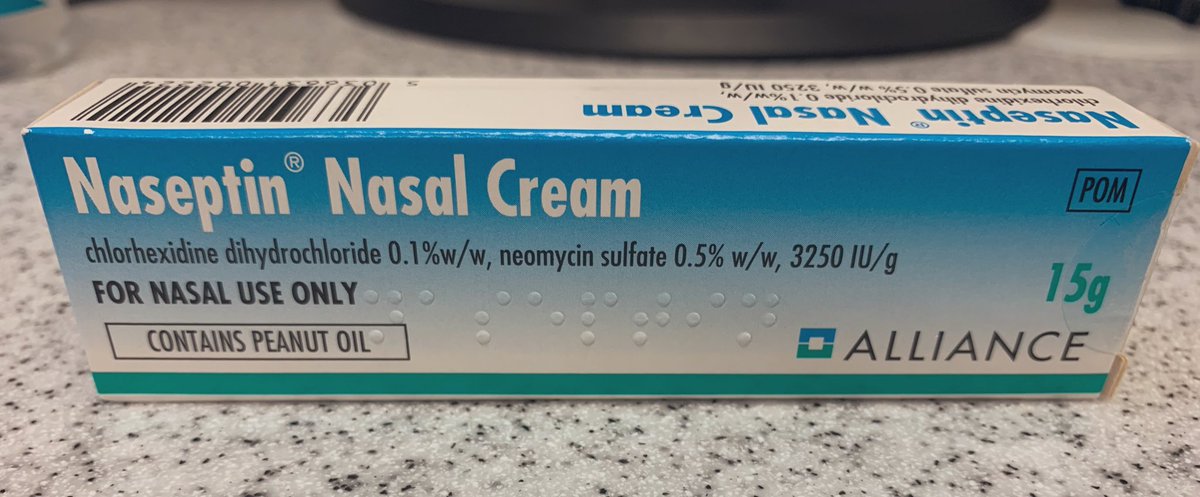 Naseptin® Nasal Cream
chlorhexidine dihydrochloride 0.1%w/w,
neomycin sulfate 0.5% w/w, 3250 IU/g
Naseptin® Nasal Cream
POM
chlorhexidine dihydrochloride 0.1%w/w, neomycin sulfate 0.5% w/w, 3250 IU/g
FOR NASAL USE ONLY
15g
CONTAINS PEANUT OIL
ALLIANCE